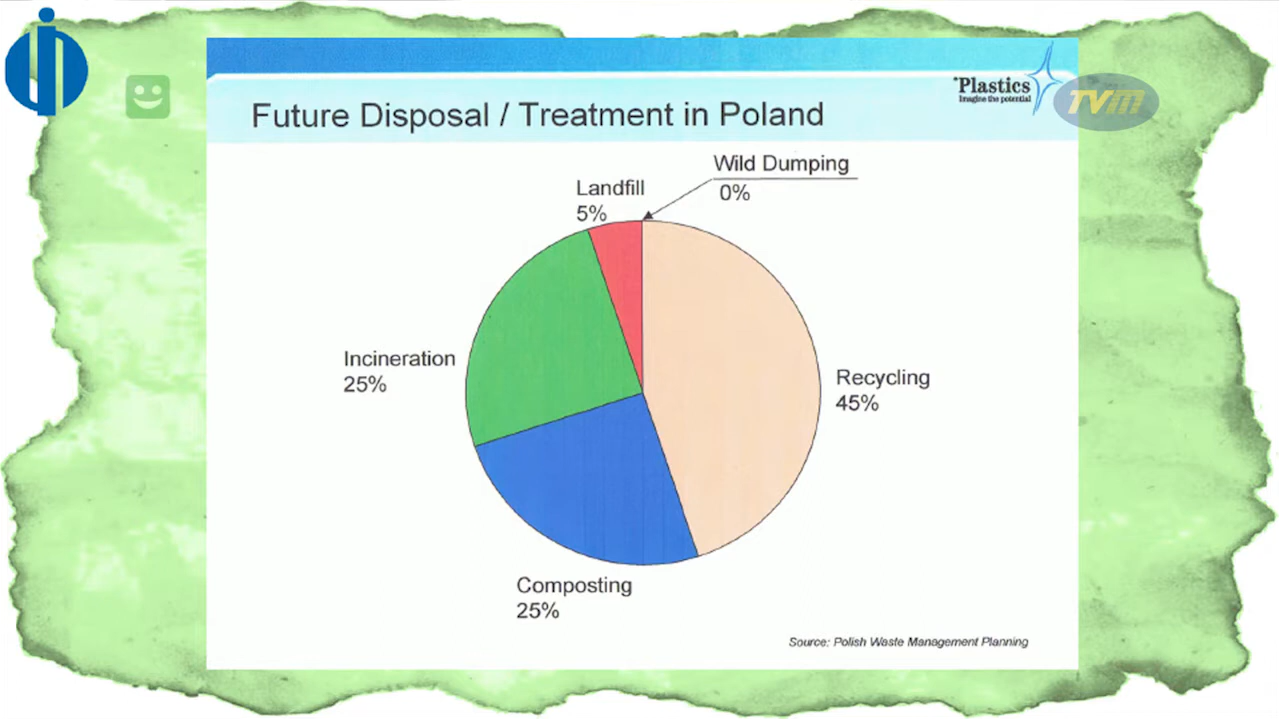 *Plastics
Imagine the potential
TVM
Future Disposal / Treatment in Poland
Wild Dumping
0%
Landfill
5%
Incineration
25%
Recycling
45%
Composting
25%
Source: Polish Waste Management Planning